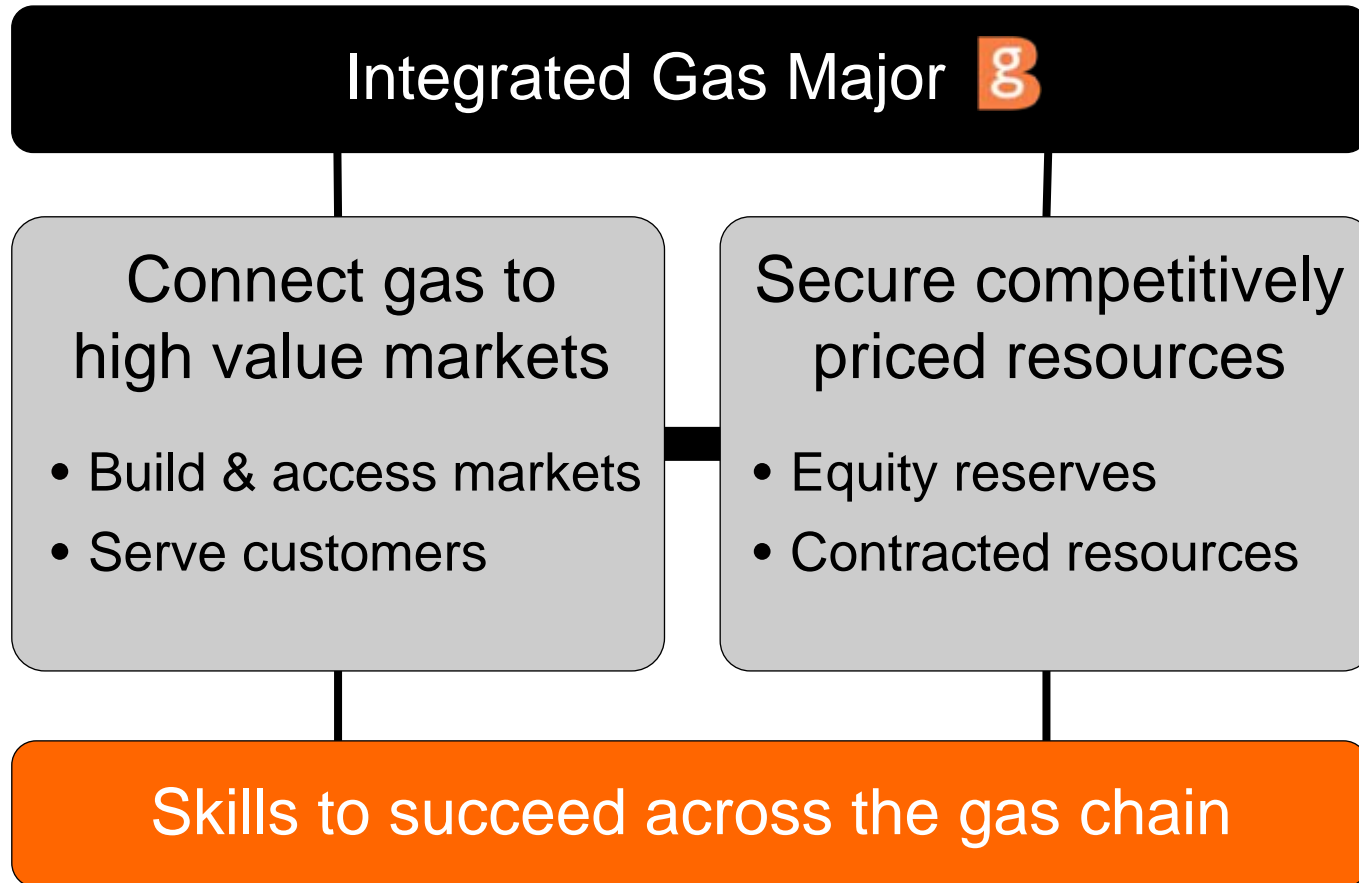 Integrated Gas Major Bg
Connect gas to
high value markets
• Build & access markets
• Serve customers
Secure competitively
priced resources
• Equity reserves
• Contracted resources
Skills to succeed across the gas chain